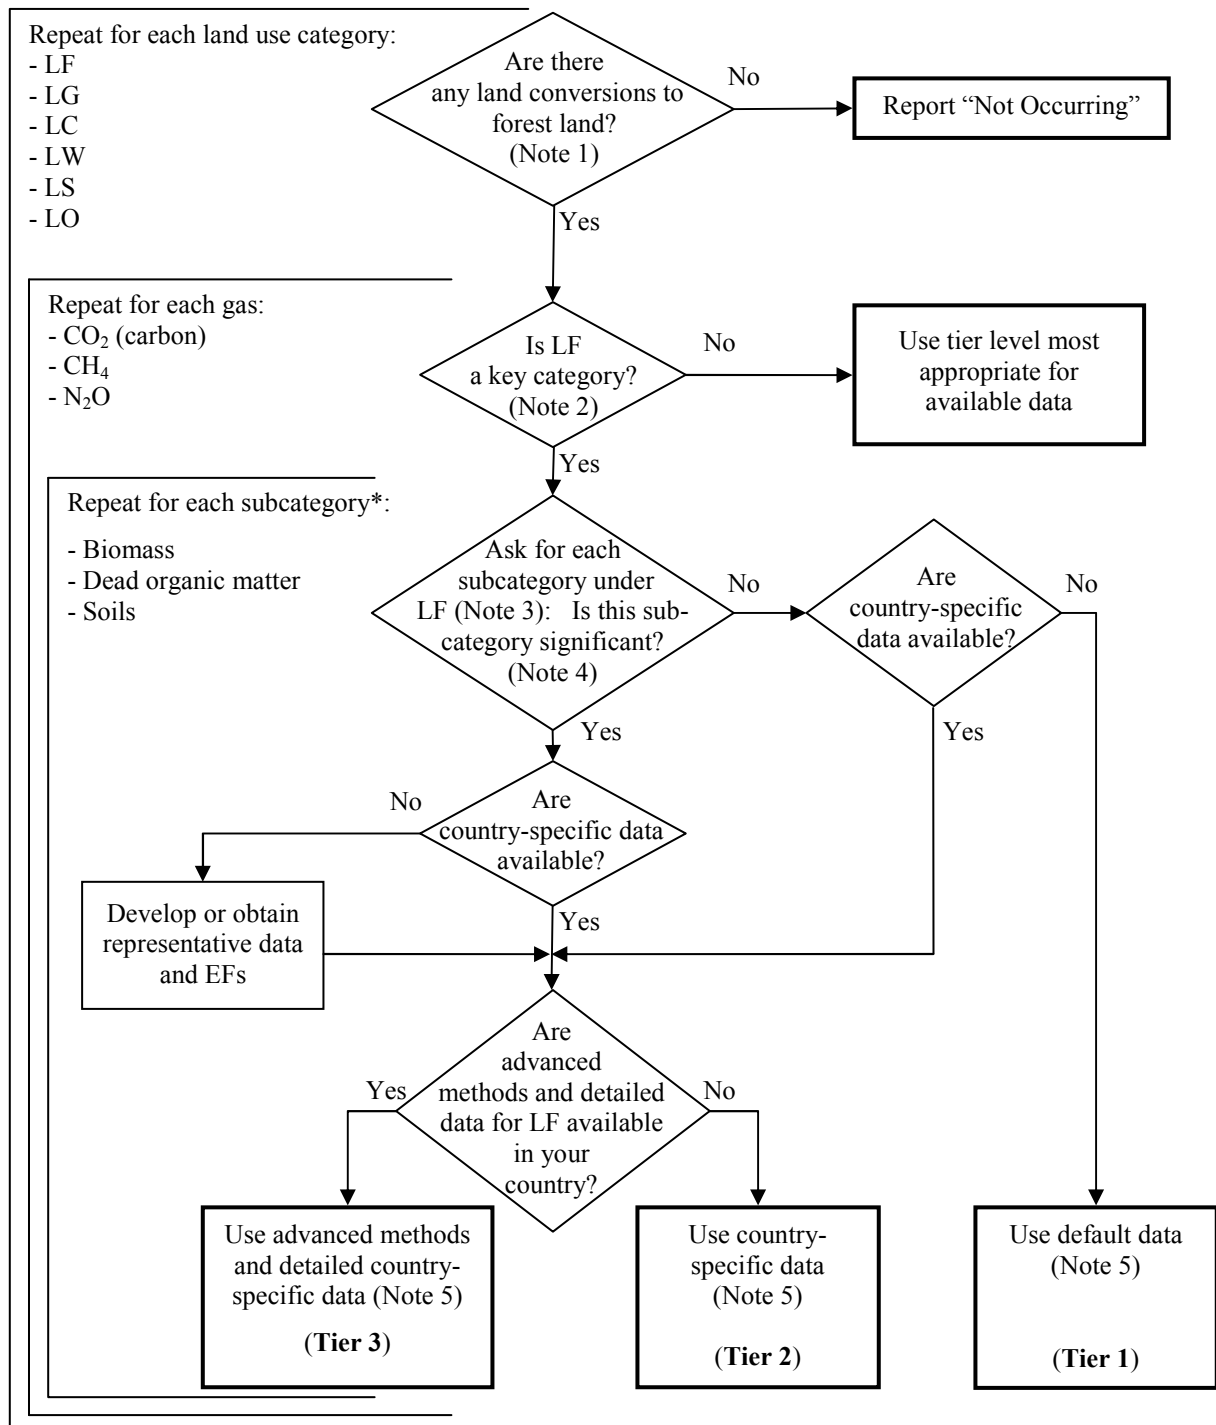 Repeat for each land use category:
- LF
- LG
- LC
- LW
- LS
- LO
Are there
any land conversions to
forest land?
(Note 1)
No
Report “Not Occurring”
Yes
Repeat for each gas:
- CO₂ (carbon)
- CH₄
- N₂O
Is LF
a key category?
(Note 2)
No
Use tier level most
appropriate for
available data
Yes
Repeat for each subcategory*:
- Biomass
- Dead organic matter
- Soils
Ask for each
subcategory under
LF (Note 3): Is this sub-
category significant?
(Note 4)
No
Are
country-specific
data available?
No
Yes
Yes
Are
country-specific data
available?
No
Develop or obtain
representative data
and EFs
Yes
Are
advanced
methods and detailed
data for LF available
in your
country?
Yes
No
Use advanced methods
and detailed country-
specific data (Note 5)
(Tier 3)
Use country-
specific data
(Note 5)
(Tier 2)
Use default data
(Note 5)
(Tier 1)